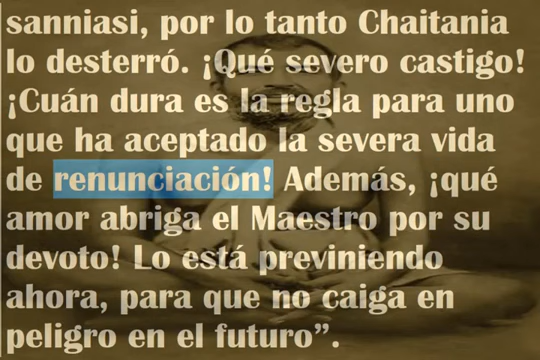 sanniasi, por lo tanto Chaitania
lo desterró. ¡Qué severo castigo!
¡Cuán dura es la regla para uno
que ha aceptado la severa vida
de renunciación! Además, ¡qué
amor abriga el Maestro por su
devoto! Lo está previniendo
ahora, para que no caiga en
peligro en el futuro”.